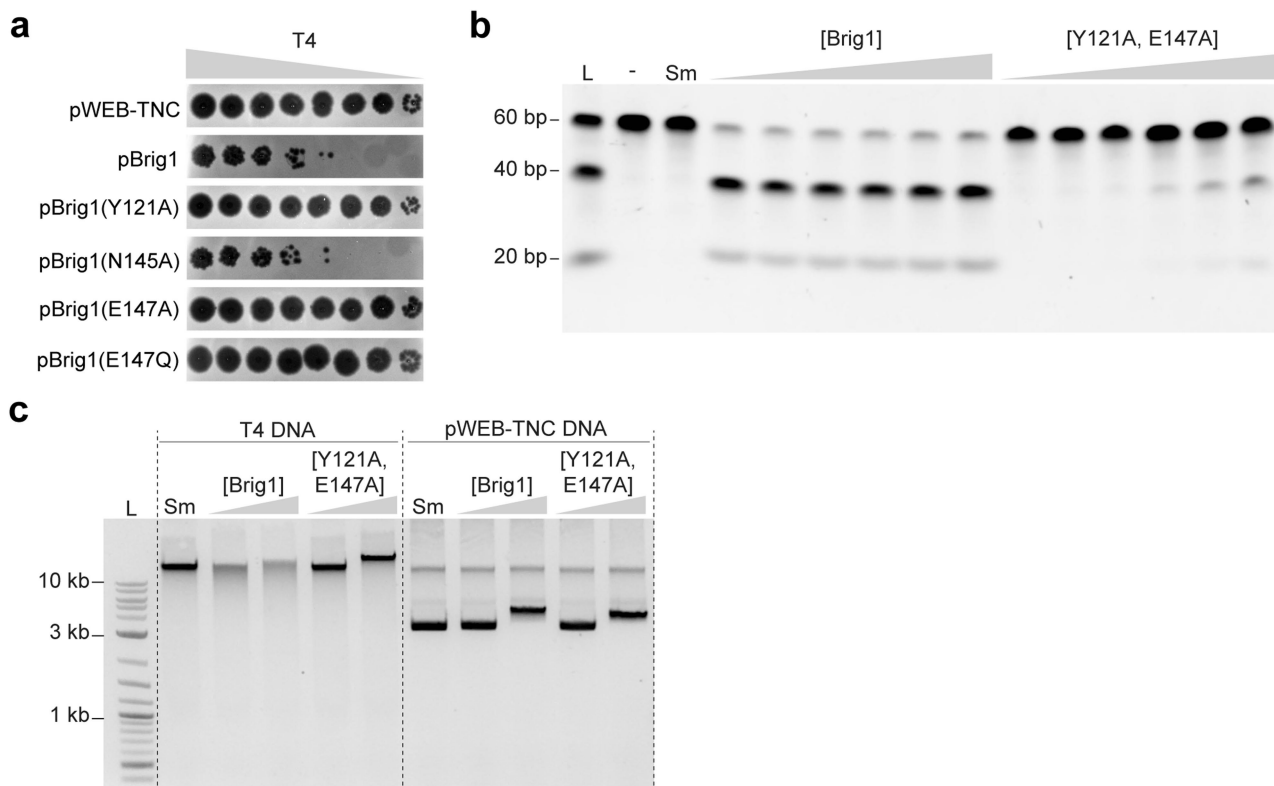 a
T4
pWEB-TNC
pBrig1
pBrig1(Y121A)
pBrig1(N145A)
pBrig1(E147A)
pBrig1(E147Q)
b
[Brig1]
[Y121A, E147A]
L - Sm
60 bp
40 bp
20 bp
c
T4 DNA
pWEB-TNC DNA
[Y121A,
E147A]
[Y121A,
E147A]
[Brig1]
[Brig1]
L
Sm
Sm
10 kb
3 kb
1 kb